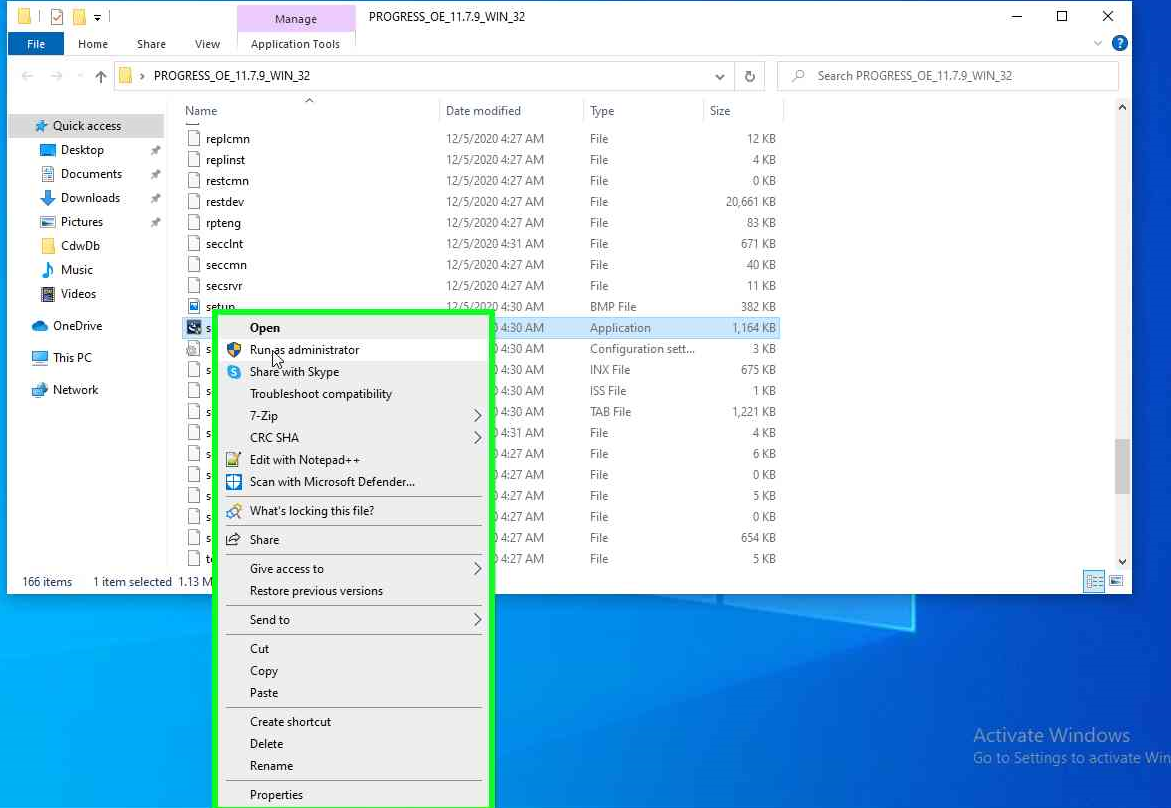 Manage PROGRESS_OE_11.7.9_WIN_32
File Home Share View Application Tools
PROGRESS_OE_11.7.9_WIN_32 Search PROGRESS_OE_11.7.9_WIN_32
Name Date modified Type Size
Quick access
Desktop
Documents
Downloads
Pictures
CdwDb
Music
Videos
OneDrive
This PC
Network
replcmn 12/5/2020 4:27 AM File 12 KB
replinst 12/5/2020 4:27 AM File 4 KB
restcmn 12/5/2020 4:27 AM File 0 KB
restdev 12/5/2020 4:27 AM File 20,661 KB
rpteng 12/5/2020 4:27 AM File 83 KB
secclnt 12/5/2020 4:31 AM File 671 KB
seccmn 12/5/2020 4:27 AM File 40 KB
secsrvr 12/5/2020 4:27 AM File 11 KB
setup 12/5/2020 4:30 AM BMP File 382 KB
s 4:30 AM Application 1,164 KB
s 4:30 AM Configuration sett... 3 KB
s 4:30 AM INX File 675 KB
s 4:30 AM ISS File 1 KB
s 4:30 AM TAB File 1,221 KB
s 4:31 AM File 4 KB
s 4:27 AM File 6 KB
s 4:27 AM File 0 KB
s 4:27 AM File 5 KB
s 4:27 AM File 0 KB
s 4:27 AM File 654 KB
te 4:27 AM File 5 KB
Open
Run as administrator
Share with Skype
Troubleshoot compatibility
7-Zip
CRC SHA
Edit with Notepad++
Scan with Microsoft Defender...
What's locking this file?
Share
Give access to
Restore previous versions
Send to
Cut
Copy
Paste
Create shortcut
Delete
Rename
Properties
166 items 1 item selected 1.13 M
Activate Windows
Go to Settings to activate Win